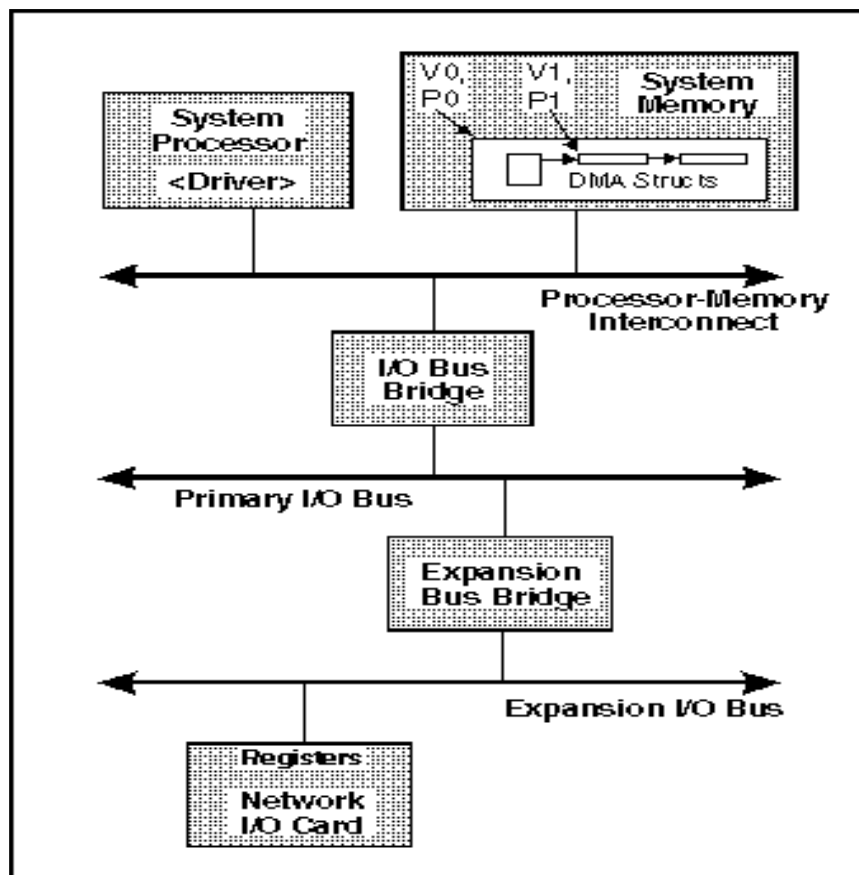 V0,
P0
V1,
P1
System
Memory
DMA Structs
System
Processor
<Driver>
Processor-Memory
Interconnect
I/O Bus
Bridge
Primary I/O Bus
Expansion
Bus Bridge
Expansion I/O Bus
Registers
Network
I/O Card